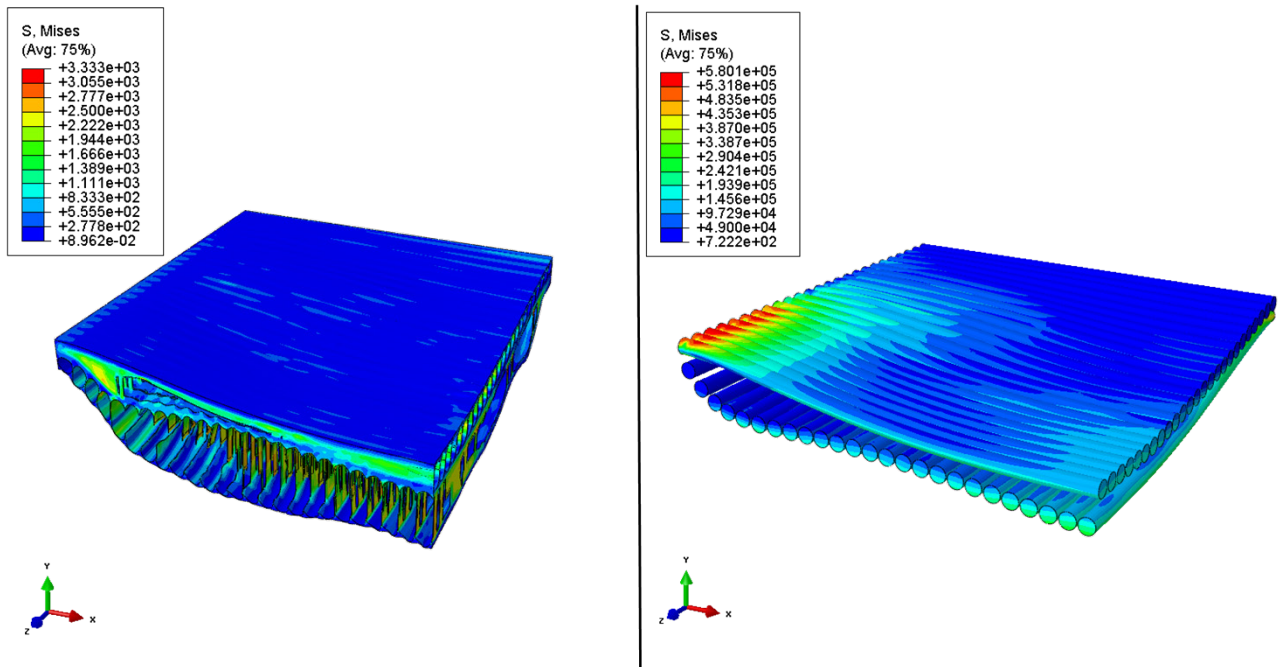 S, Mises
(Avg: 75%)
+3.333e+03
+3.055e+03
+2.777e+03
+2.500e+03
+2.222e+03
+1.944e+03
+1.666e+03
+1.389e+03
+1.111e+03
+8.333e+02
+5.555e+02
+2.778e+02
+8.962e-02
Y
X
Z
S, Mises
(Avg: 75%)
+5.801e+05
+5.318e+05
+4.835e+05
+4.353e+05
+3.870e+05
+3.387e+05
+2.904e+05
+2.421e+05
+1.939e+05
+1.456e+05
+9.729e+04
+4.900e+04
+7.222e+02
Y
X
Z